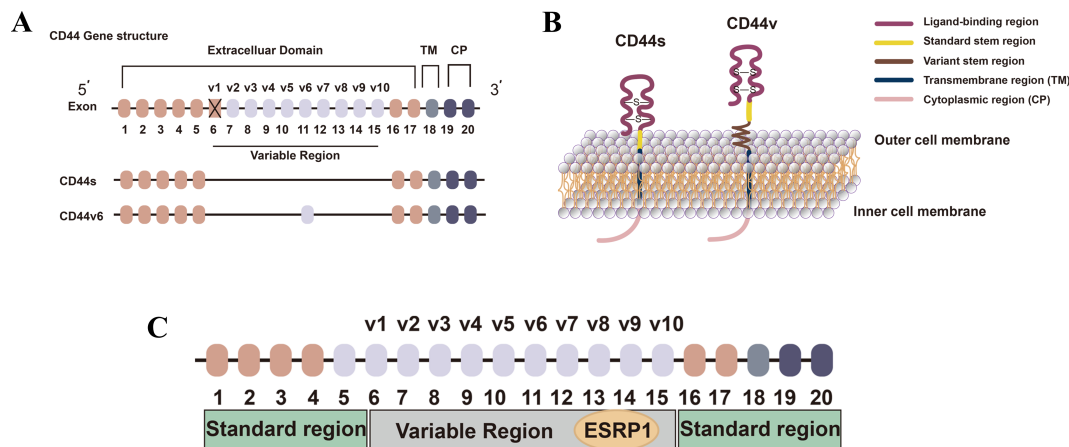 A
CD44 Gene structure
Extracelluar Domain
TM
CP
5′
v1 v2 v3 v4 v5 v6 v7 v8 v9 v10
3′
Exon
1 2 3 4 5 6 7 8 9 10 11 12 13 14 15 16 17 18 19 20
Variable Region
CD44s
CD44v6
B
CD44s
CD44v
S—S
S—S
S—S
S—S
Ligand-binding region
Standard stem region
Variant stem region
Transmembrane region (TM)
Cytoplasmic region (CP)
Outer cell membrane
Inner cell membrane
C
v1 v2 v3 v4 v5 v6 v7 v8 v9 v10
1 2 3 4 5 6 7 8 9 10 11 12 13 14 15 16 17 18 19 20
Standard region
Variable Region
ESRP1
Standard region